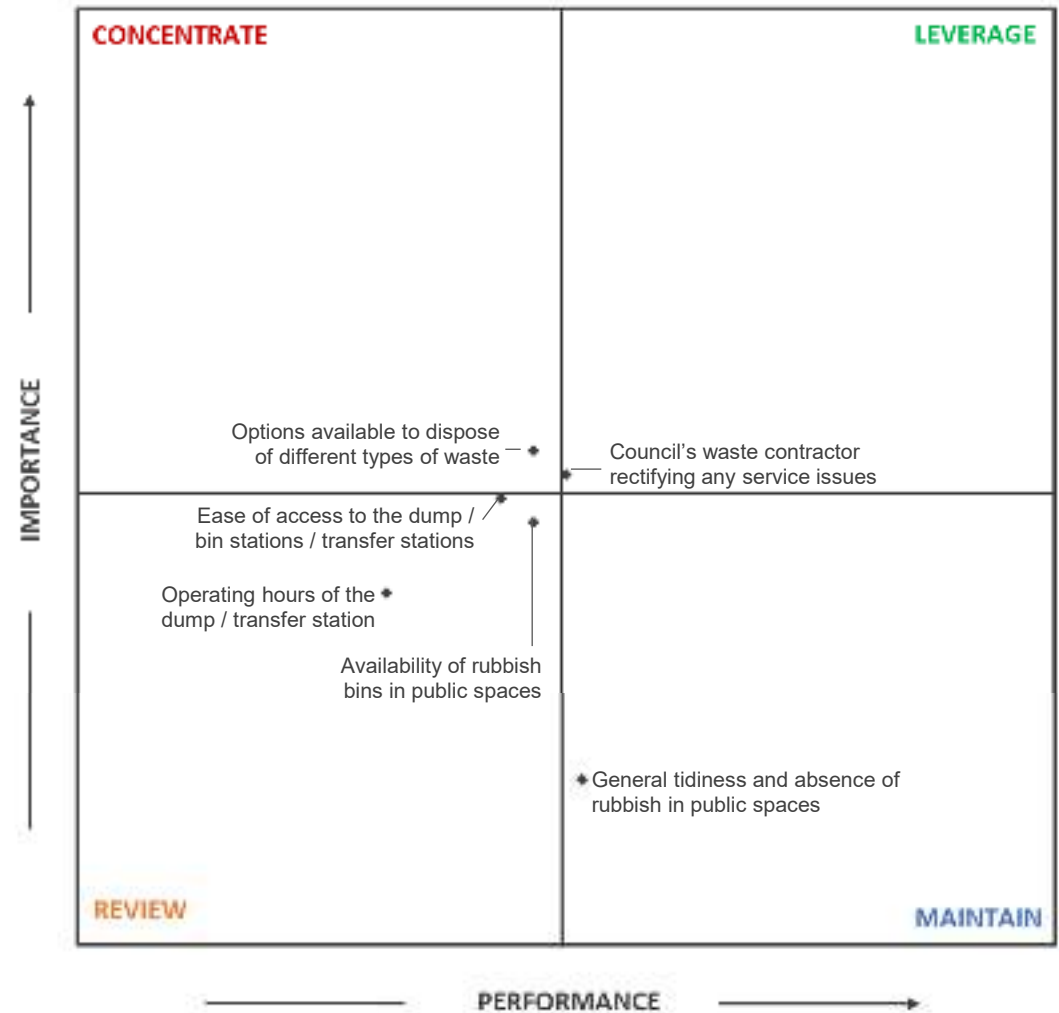 CONCENTRATE
LEVERAGE
IMPORTANCE
Options available to dispose
of different types of waste
Council’s waste contractor
rectifying any service issues
Ease of access to the dump /
bin stations / transfer stations
Operating hours of the
dump / transfer station
Availability of rubbish
bins in public spaces
General tidiness and absence of
rubbish in public spaces
REVIEW
MAINTAIN
PERFORMANCE